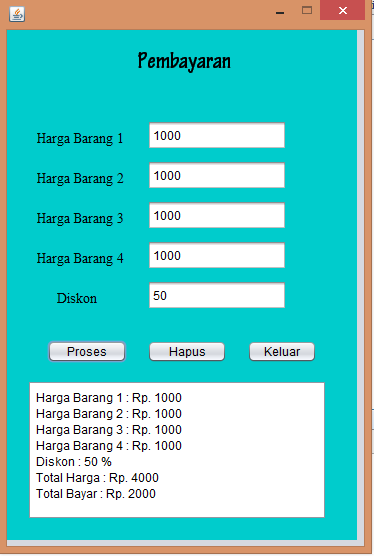 Pembayaran
Harga Barang 1 1000
Harga Barang 2 1000
Harga Barang 3 1000
Harga Barang 4 1000
Diskon 50
Proses Hapus Keluar
Harga Barang 1 : Rp. 1000
Harga Barang 2 : Rp. 1000
Harga Barang 3 : Rp. 1000
Harga Barang 4 : Rp. 1000
Diskon : 50 %
Total Harga : Rp. 4000
Total Bayar : Rp. 2000